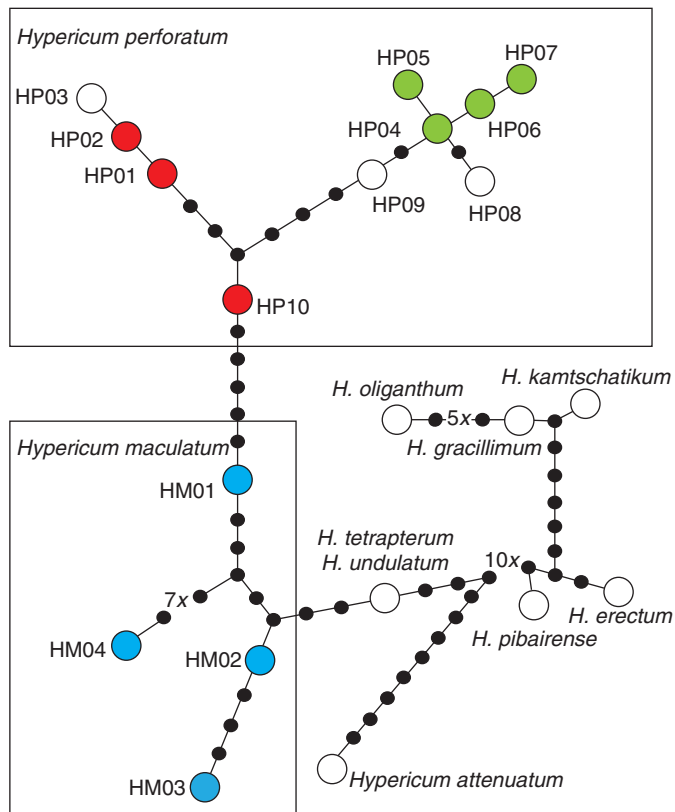 Hypericum perforatum
HP05
HP07
HP03
HP02
HP04
HP06
HP01
HP09
HP08
HP10
H. kamtschatikum
H. oliganthum
5x
H. gracillimum
Hypericum maculatum
HM01
H. tetrapterum
H. undulatum
10x
7x
H. erectum
H. pibairense
HM04
HM02
HM03
Hypericum attenuatum